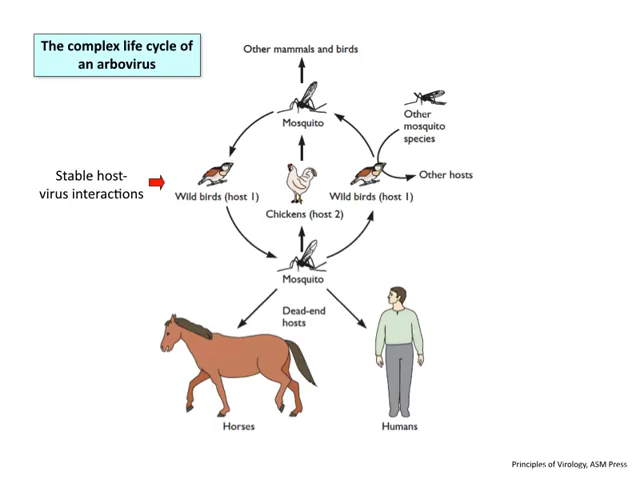 The complex life cycle of
an arbovirus
Other mammals and birds
Mosquito
Other
mosquito
species
Stable host-
virus interactions
Other hosts
Wild birds (host 1)
Wild birds (host 1)
Chickens (host 2)
Mosquito
Dead-end
hosts
Horses
Humans
Principles of Virology, ASM Press